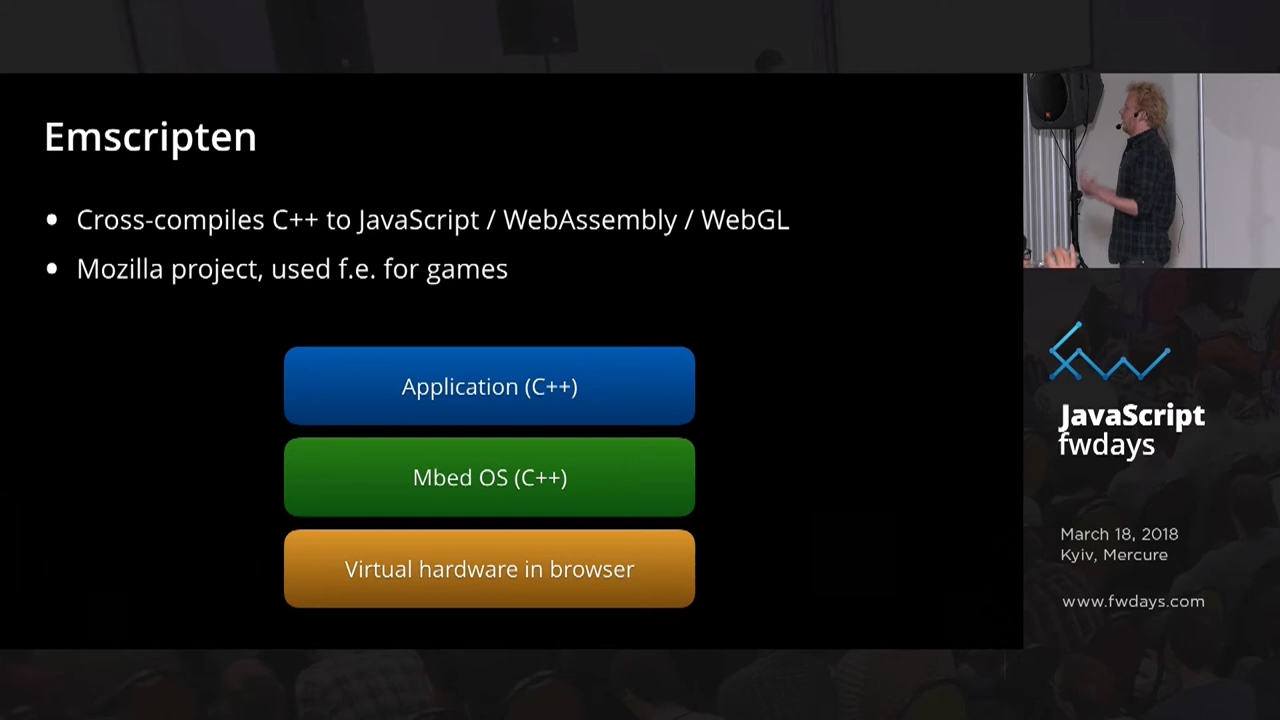 Emscripten
• Cross-compiles C++ to JavaScript / WebAssembly / WebGL
• Mozilla project, used f.e. for games
Application (C++)
Mbed OS (C++)
Virtual hardware in browser
JavaScript
fwdays
March 18, 2018
Kyiv, Mercure
www.fwdays.com